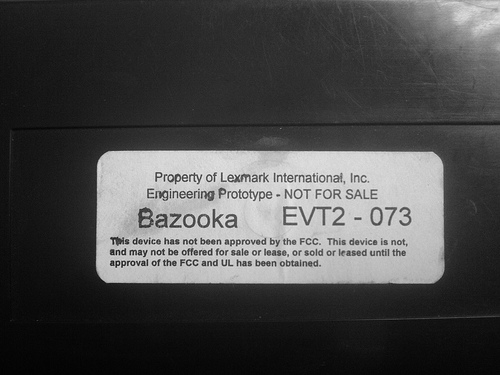 Property of Lexmark International, Inc.
Engineering Prototype - NOT FOR SALE
Bazooka EVT2 - 073
This device has not been approved by the FCC. This device is not,
and may not be offered for sale or lease, or sold or leased until the
approval of the FCC and UL has been obtained.